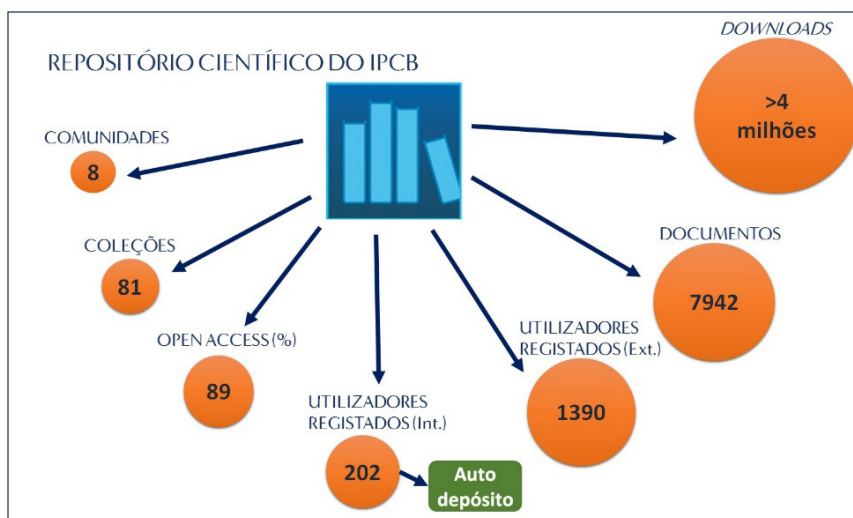 REPOSITÓRIO CIENTÍFICO DO IPCB
DOWNLOADS
>4
milhões
COMUNIDADES
8
COLEÇÕES
81
OPEN ACCESS (%)
89
UTILIZADORES
REGISTADOS (Int.)
202
Auto
depósito
UTILIZADORES
REGISTADOS (Ext.)
1390
DOCUMENTOS
7942